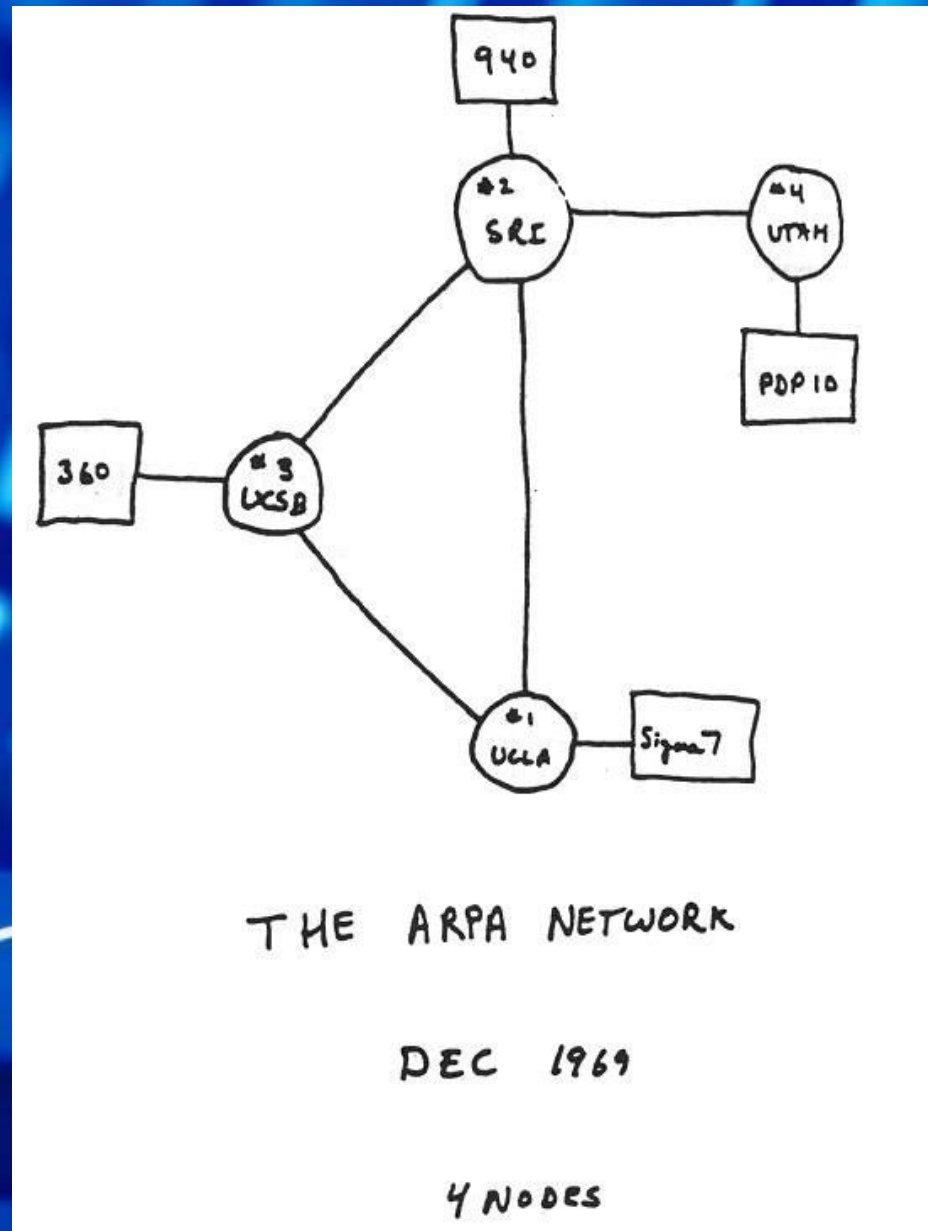 940
#2
SRI
#4
UTAH
PDP 10
360
#3
UCSB
#1
UCLA
Sigma 7
THE ARPA NETWORK
DEC 1969
4 NODES